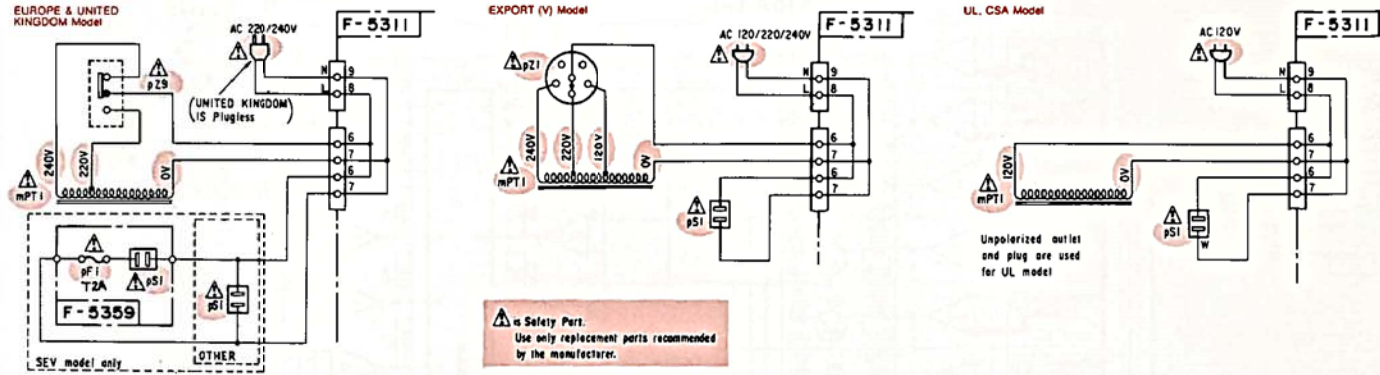 EUROPE & UNITED
KINGDOM Model
AC 220/240V
F-5311
pZ9
(UNITED KINGDOM
IS Plugless)
N 9
L 8
6
7
6
7
240V
220V
0V
mPT1
pF1
T2A
pS1
pS1
F-5359
OTHER
SEV model only
EXPORT (V) Model
AC 120/220/240V
F-5311
pZ1
N 9
L 8
6
7
6
7
240V
220V
120V
0V
mPT1
pS1
is Safety Part.
Use only replacement parts recommended
by the manufacturer.
UL, CSA Model
AC 120V
F-5311
N 9
L 8
6
7
6
7
120V
0V
mPT1
pS1
W
Unpolarized outlet
and plug are used
for UL model